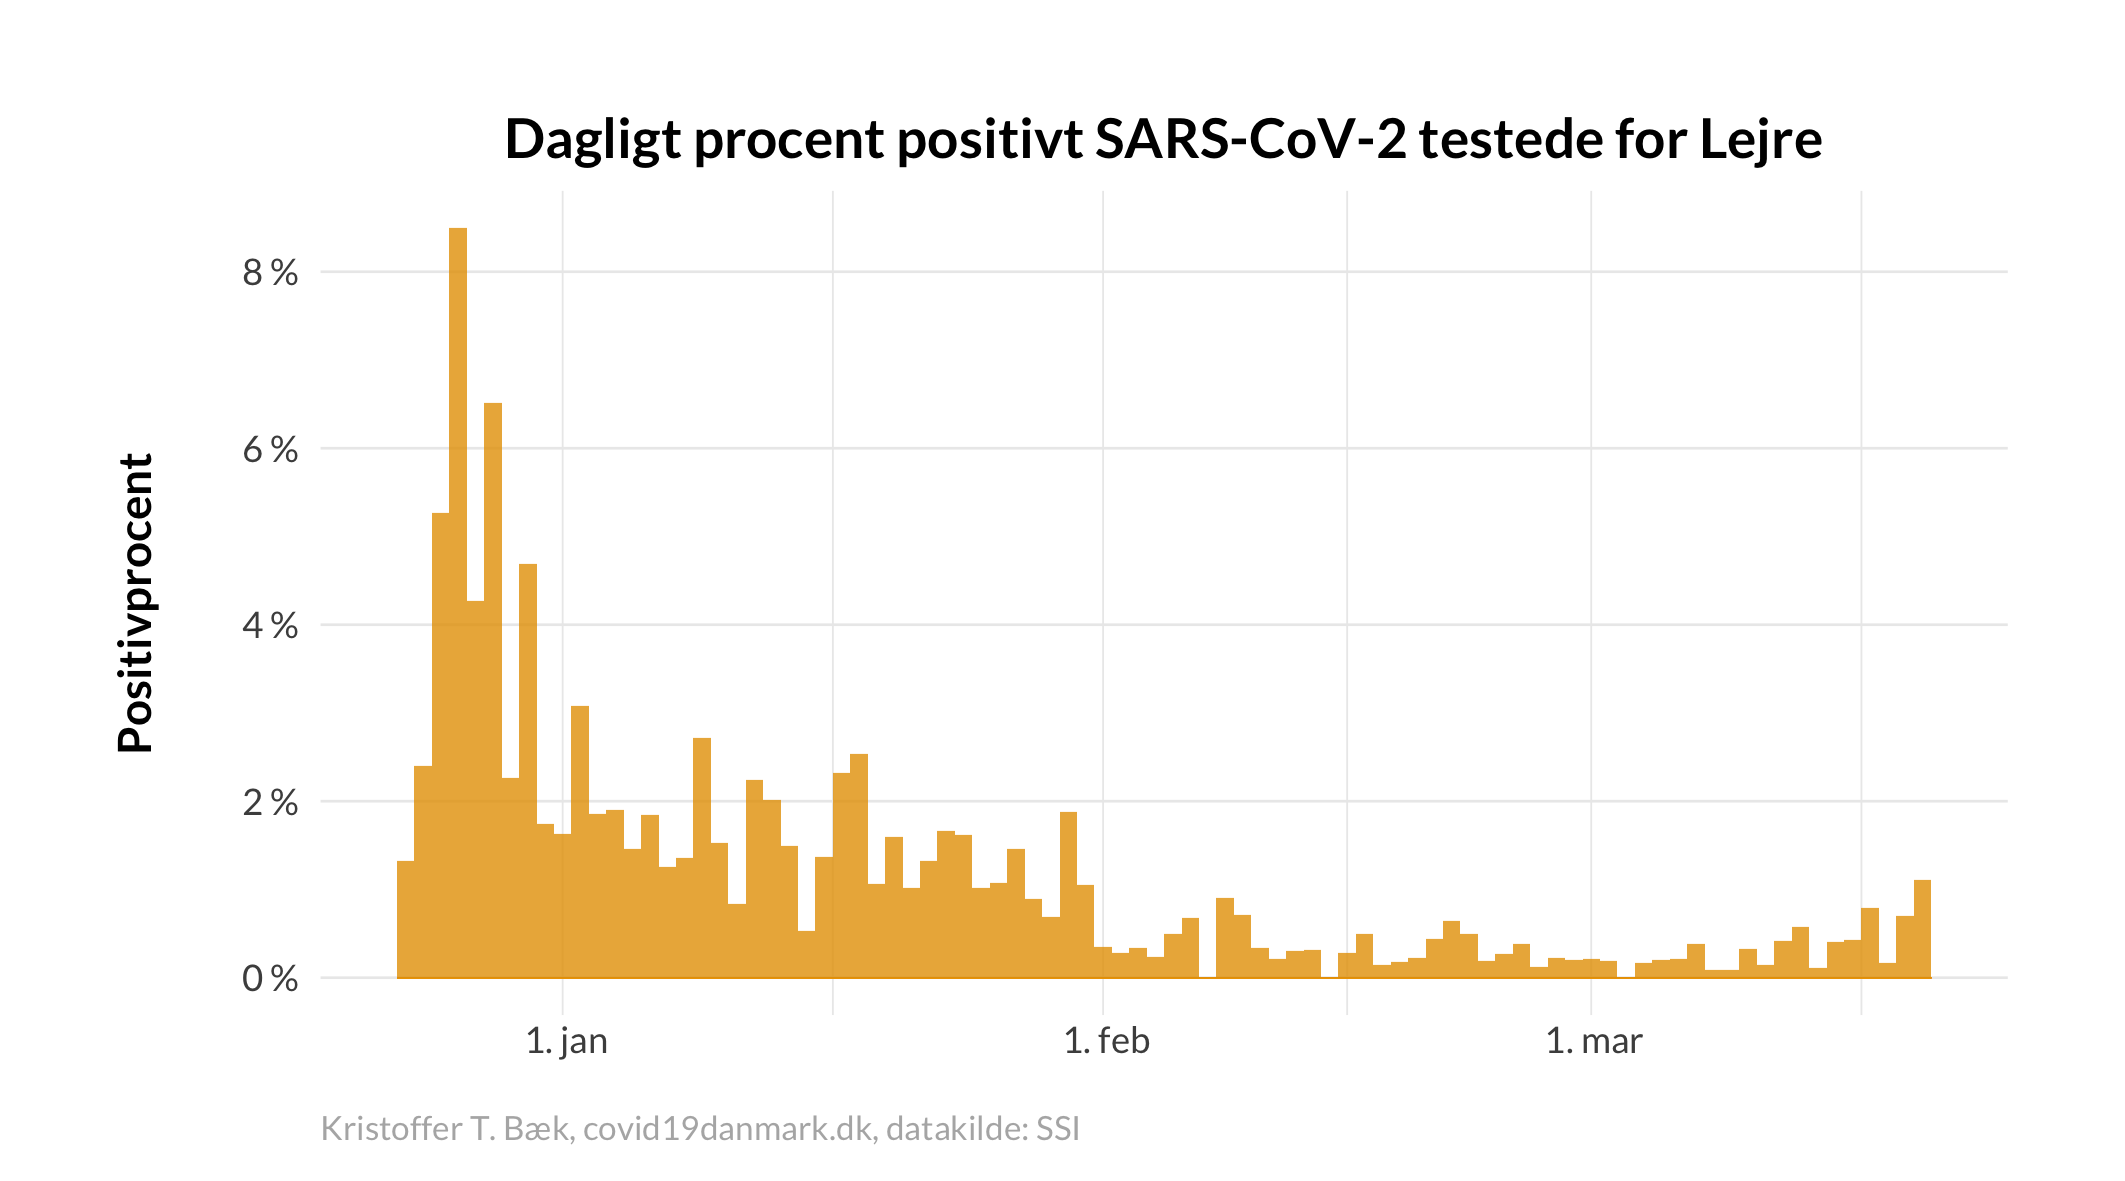 Dagligt procent positivt SARS-CoV-2 testede for Lejre
Positivprocent
8 %
6 %
4 %
2 %
0 %
1. jan
1. feb
1. mar
Kristoffer T. Bæk, covid19danmark.dk, datakilde: SSI